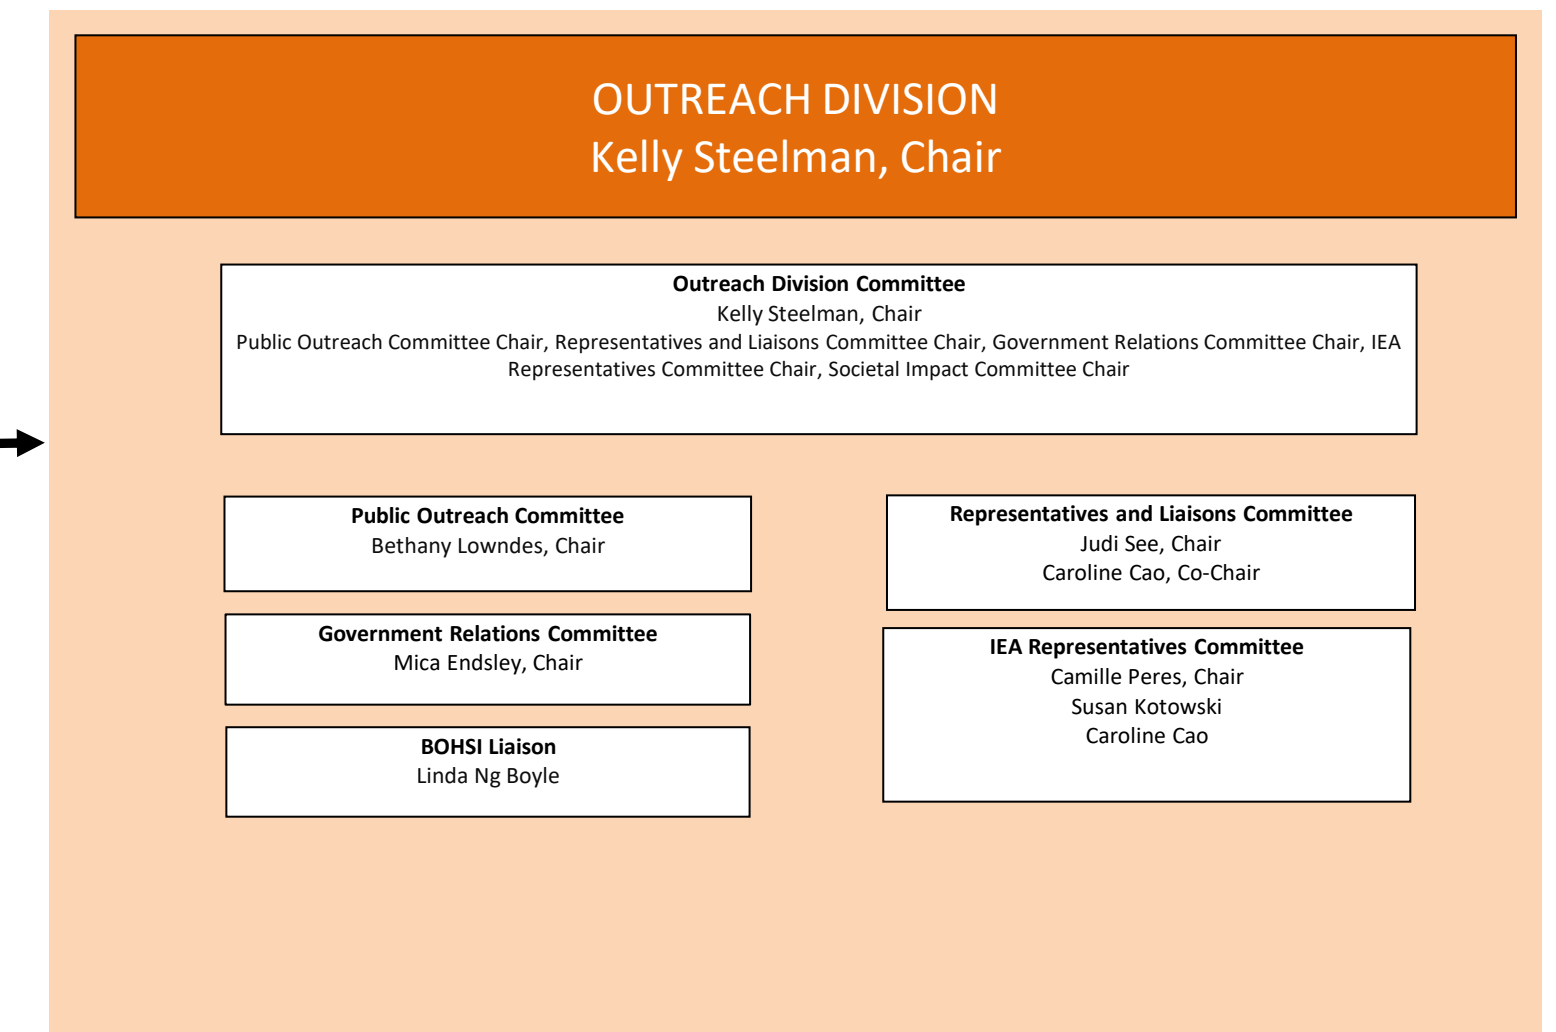 OUTREACH DIVISION
Kelly Steelman, Chair
Outreach Division Committee
Kelly Steelman, Chair
Public Outreach Committee Chair, Representatives and Liaisons Committee Chair, Government Relations Committee Chair, IEA
Representatives Committee Chair, Societal Impact Committee Chair
Public Outreach Committee
Bethany Lowndes, Chair
Representatives and Liaisons Committee
Judi See, Chair
Caroline Cao, Co-Chair
Government Relations Committee
Mica Endsley, Chair
IEA Representatives Committee
Camille Peres, Chair
Susan Kotowski
Caroline Cao
BOHSI Liaison
Linda Ng Boyle